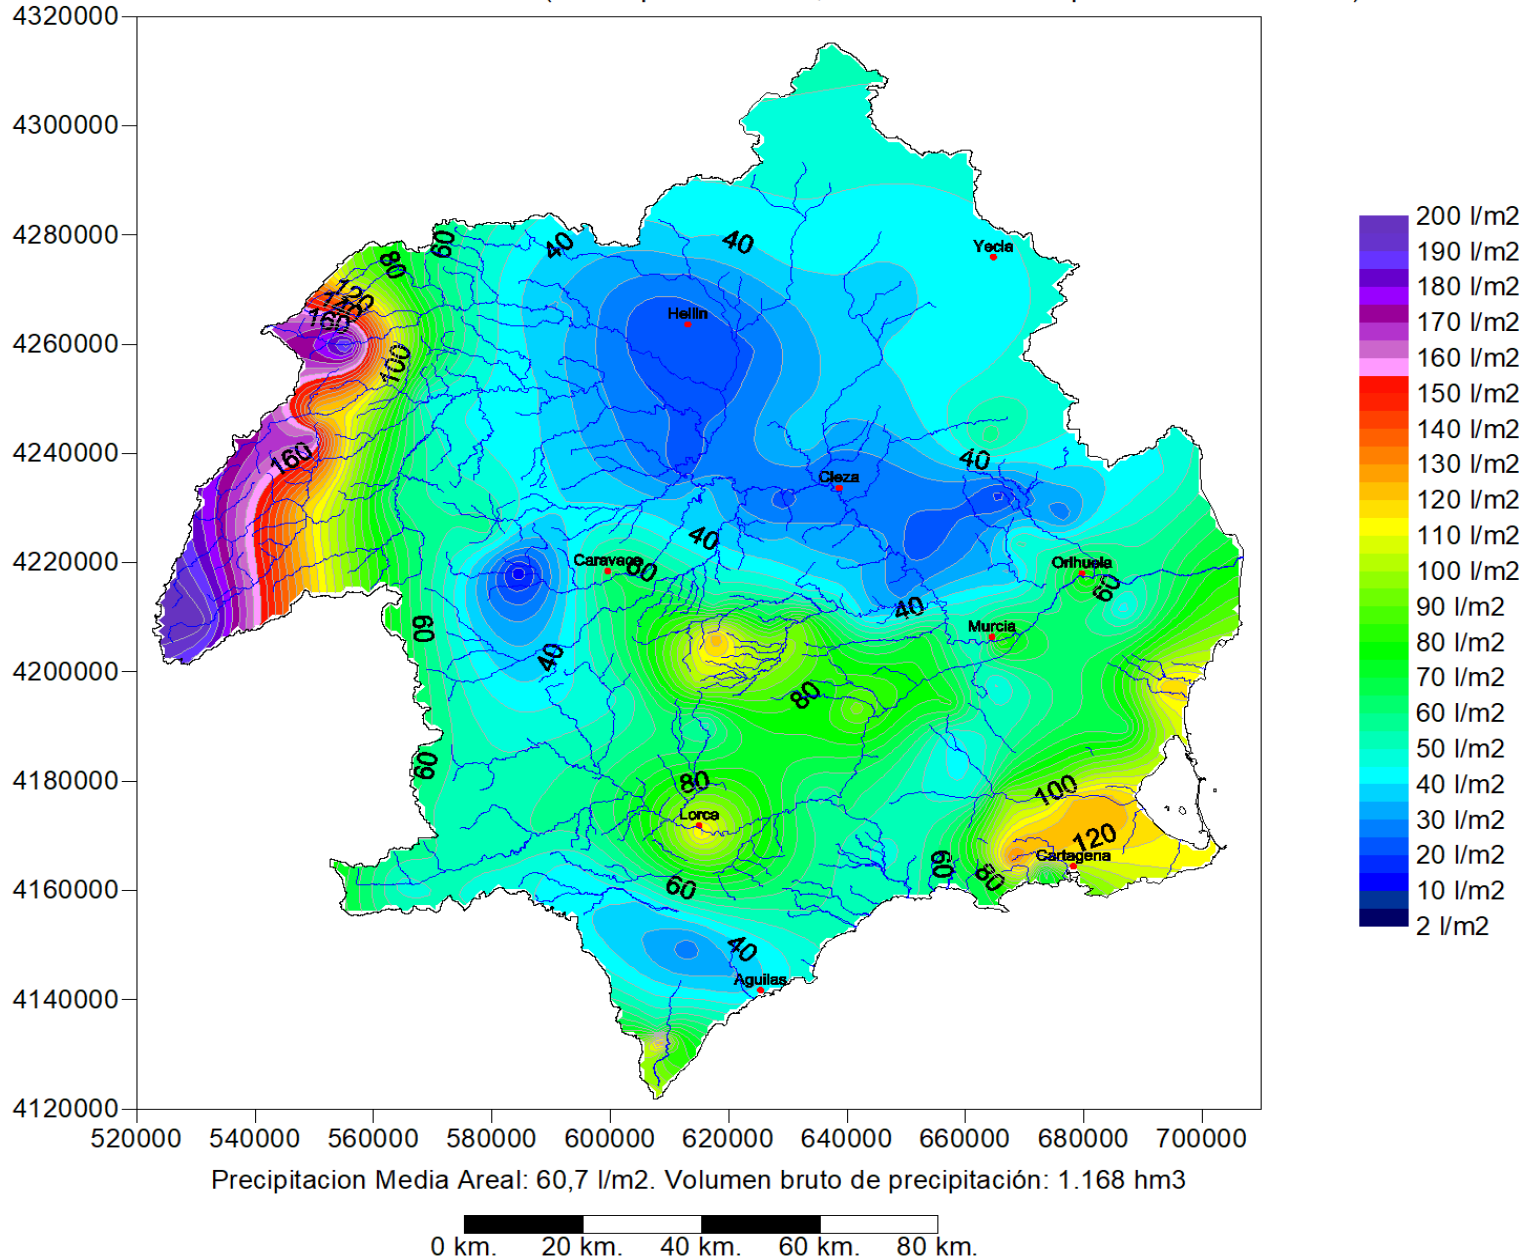 4320000
4300000
4280000
4260000
4240000
4220000
4200000
4180000
4160000
4140000
4120000
520000 540000 560000 580000 600000 620000 640000 660000 680000 700000
60
80
40
40
Yecla
120
160
100
Hellin
160
40
Cieza
40
Caravaca
60
Orihuela
60
40
60
Murcia
40
80
60
80
100
Lorca
120
Cartagena
60
80
60
40
Aguilas
200 l/m2
190 l/m2
180 l/m2
170 l/m2
160 l/m2
150 l/m2
140 l/m2
130 l/m2
120 l/m2
110 l/m2
100 l/m2
90 l/m2
80 l/m2
70 l/m2
60 l/m2
50 l/m2
40 l/m2
30 l/m2
20 l/m2
10 l/m2
2 l/m2
Precipitacion Media Areal: 60,7 l/m2. Volumen bruto de precipitación: 1.168 hm3
0 km. 20 km. 40 km. 60 km. 80 km.